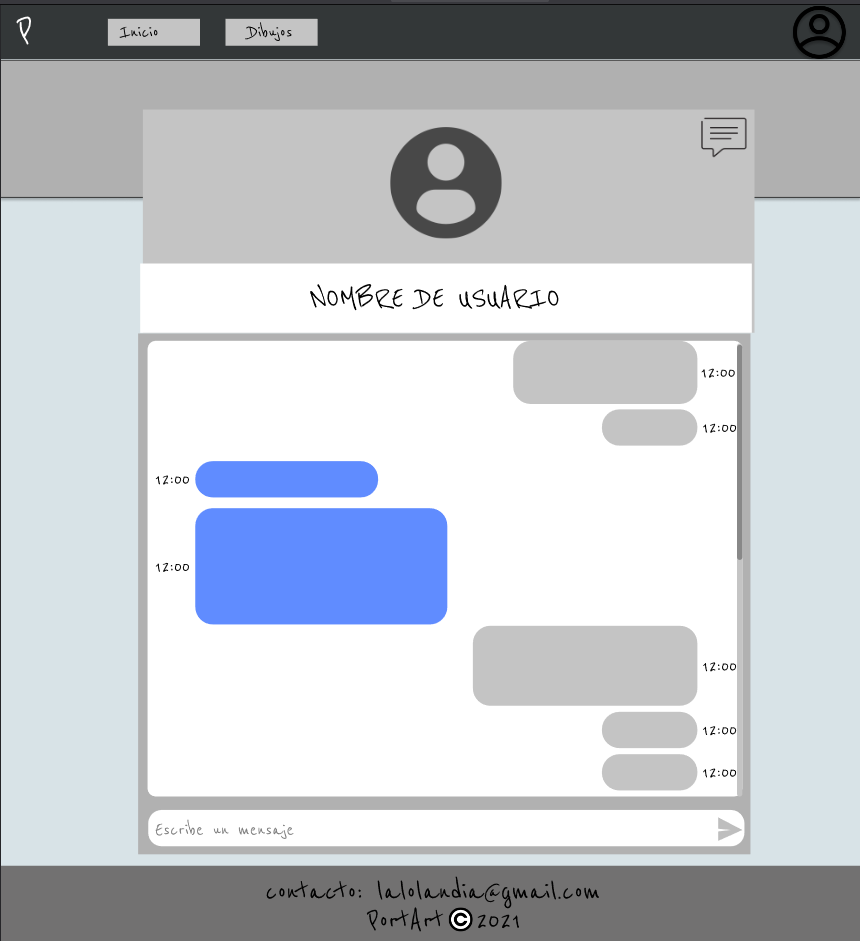 P
Inicio
Dibujos
NOMBRE DE USUARIO
12:00
12:00
12:00
12:00
12:00
12:00
12:00
Escribe un mensaje
contacto: lalolandia@gmail.com
PortArt © 2021